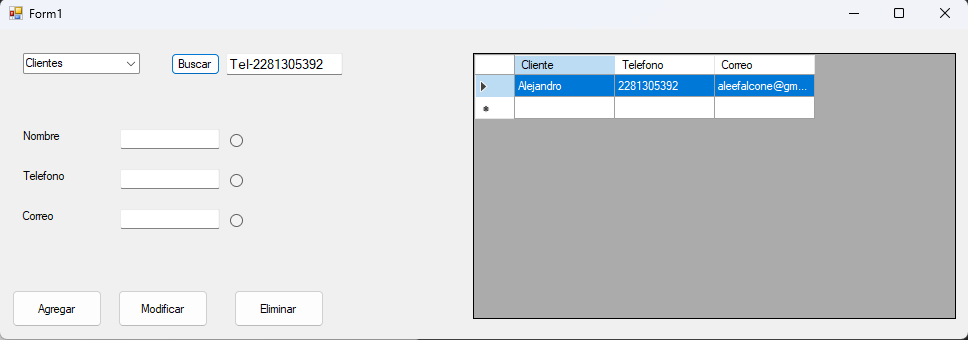 Form1
Clientes
Buscar
Tel-2281305392
Cliente Telefono Correo
Alejandro 2281305392 aleefalcone@gm...
Nombre
Telefono
Correo
Agregar Modificar Eliminar